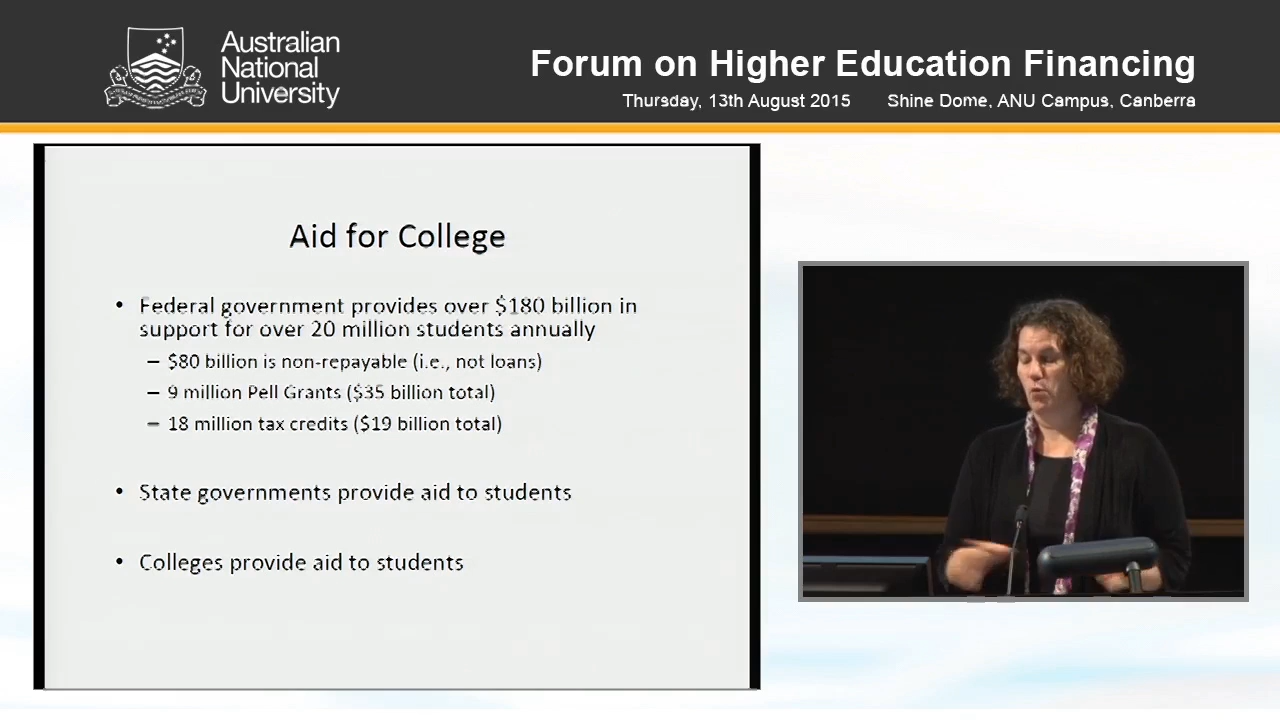 Australian
National
University
Forum on Higher Education Financing
Thursday, 13th August 2015 Shine Dome, ANU Campus, Canberra
Aid for College
• Federal government provides over $180 billion in
support for over 20 million students annually
– $80 billion is non-repayable (i.e., not loans)
– 9 million Pell Grants ($35 billion total)
– 18 million tax credits ($19 billion total)
• State governments provide aid to students
• Colleges provide aid to students